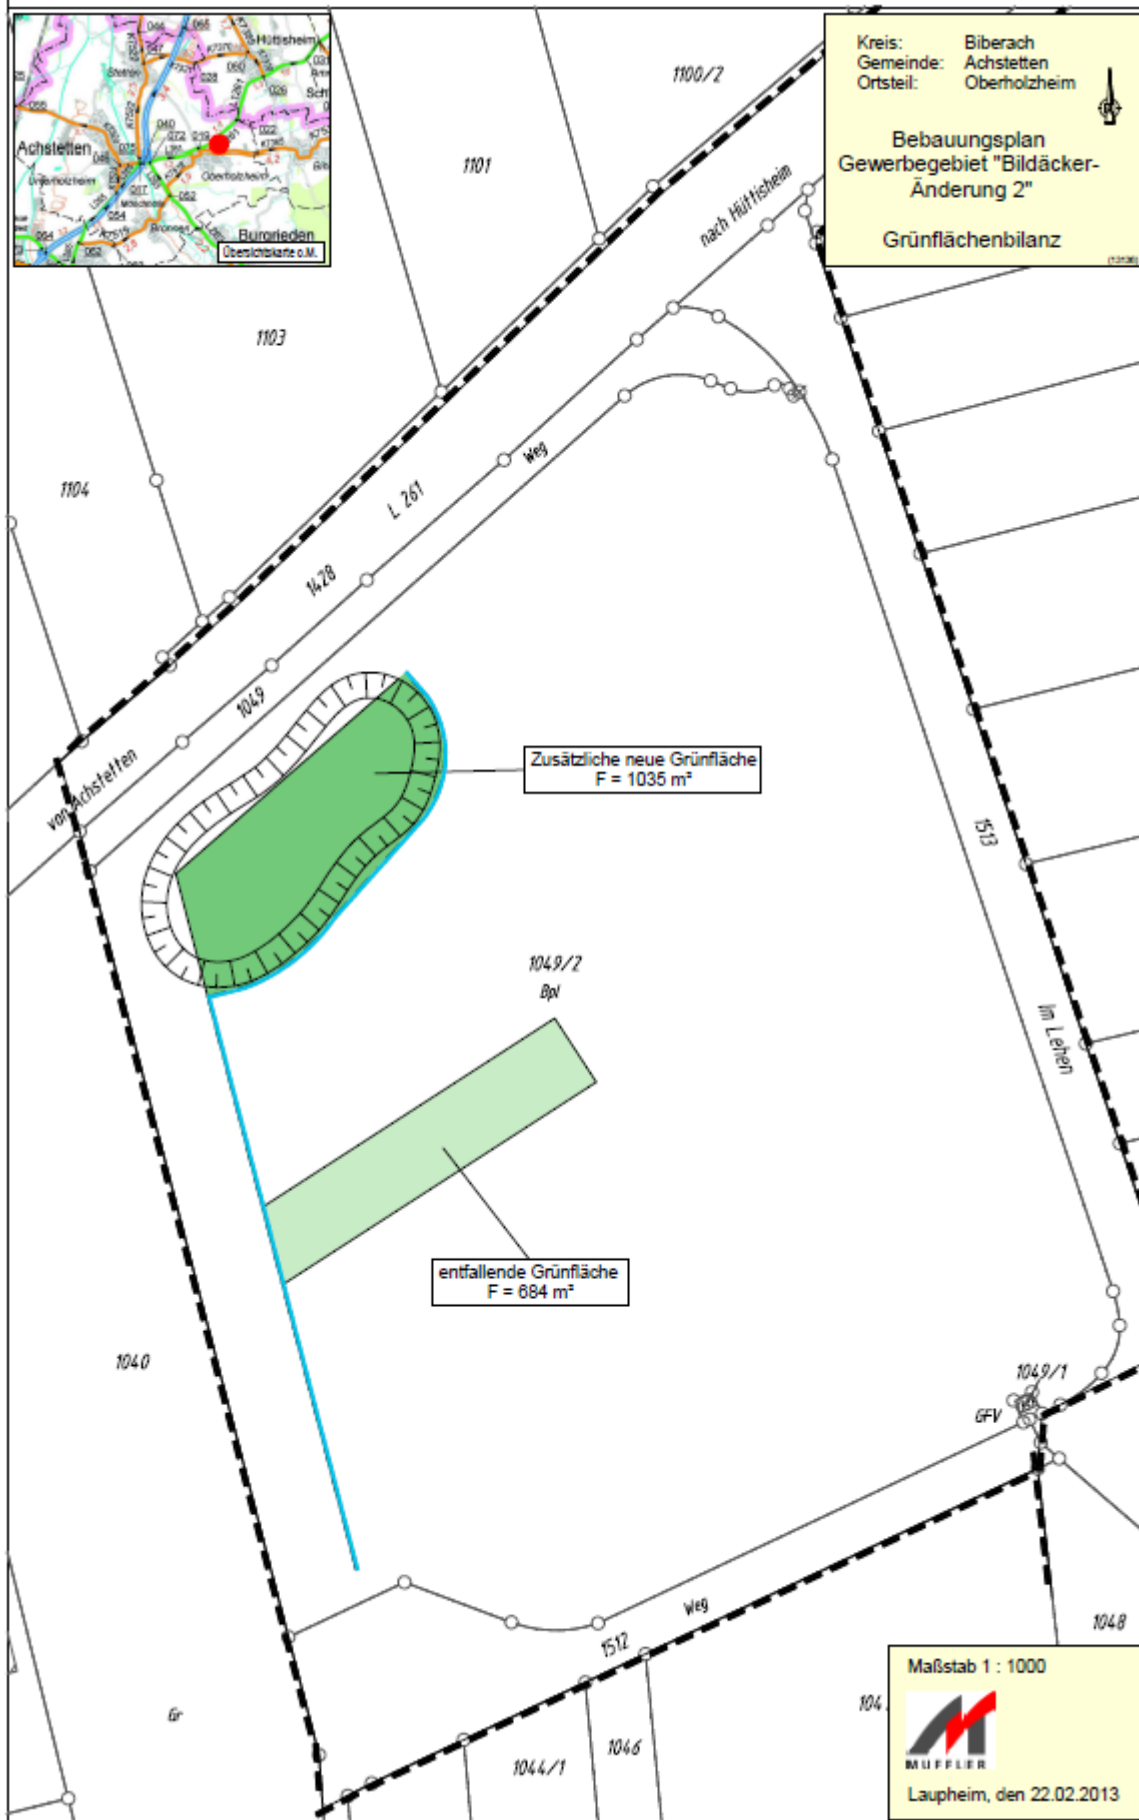 Kreis: Biberach
Gemeinde: Achstetten
Ortsteil: Oberholzheim
Bebauungsplan
Gewerbegebiet "Bildäcker-
Änderung 2"
Grünflächenbilanz
Hüttisheim
Stetten
Achstetten
Oberholzheim
Bronnen
Burgrieden
Übersichtskarte o.M.
1100/2
1101
nach Hüttisheim
1103
1104
Weg
L 261
1428
1049
von Achstetten
Zusätzliche neue Grünfläche
F = 1035 m²
1513
1049/2
Bpl
Im Lehen
entfallende Grünfläche
F = 684 m²
1040
1049/1
GFV
Weg
1512
1048
Gr
1046
1044/1
104
Maßstab 1 : 1000
MUFFLER
Laupheim, den 22.02.2013